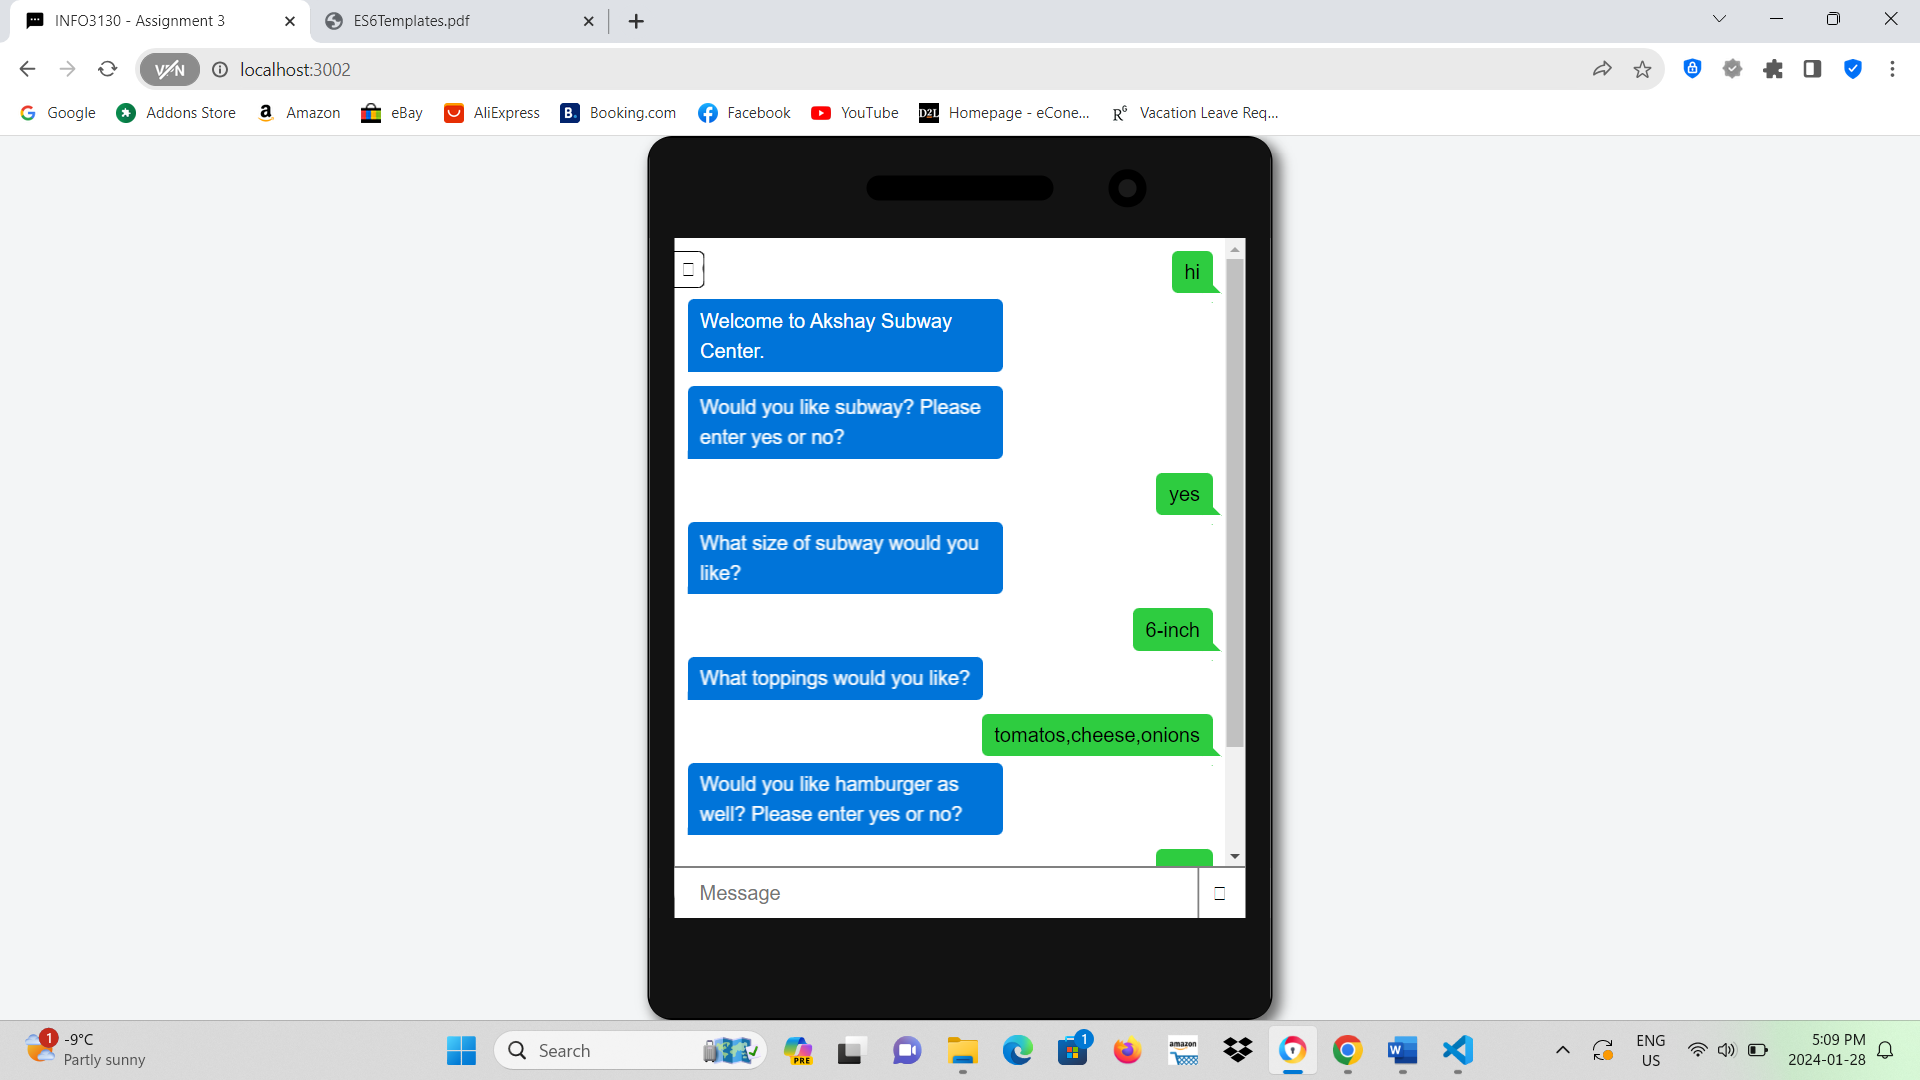 INFO3130 - Assignment 3
ES6Templates.pdf
VPN
localhost:3002
Google
Addons Store
Amazon
eBay
AliExpress
B. Booking.com
Facebook
YouTube
D2L Homepage - eCone...
RG Vacation Leave Req...
hi
Welcome to Akshay Subway
Center.
Would you like subway? Please
enter yes or no?
yes
What size of subway would you
like?
6-inch
What toppings would you like?
tomatos,cheese,onions
Would you like hamburger as
well? Please enter yes or no?
Message
1
-9°C
Partly sunny
Search
PRE
1
amazon
ENG
US
5:09 PM
2024-01-28